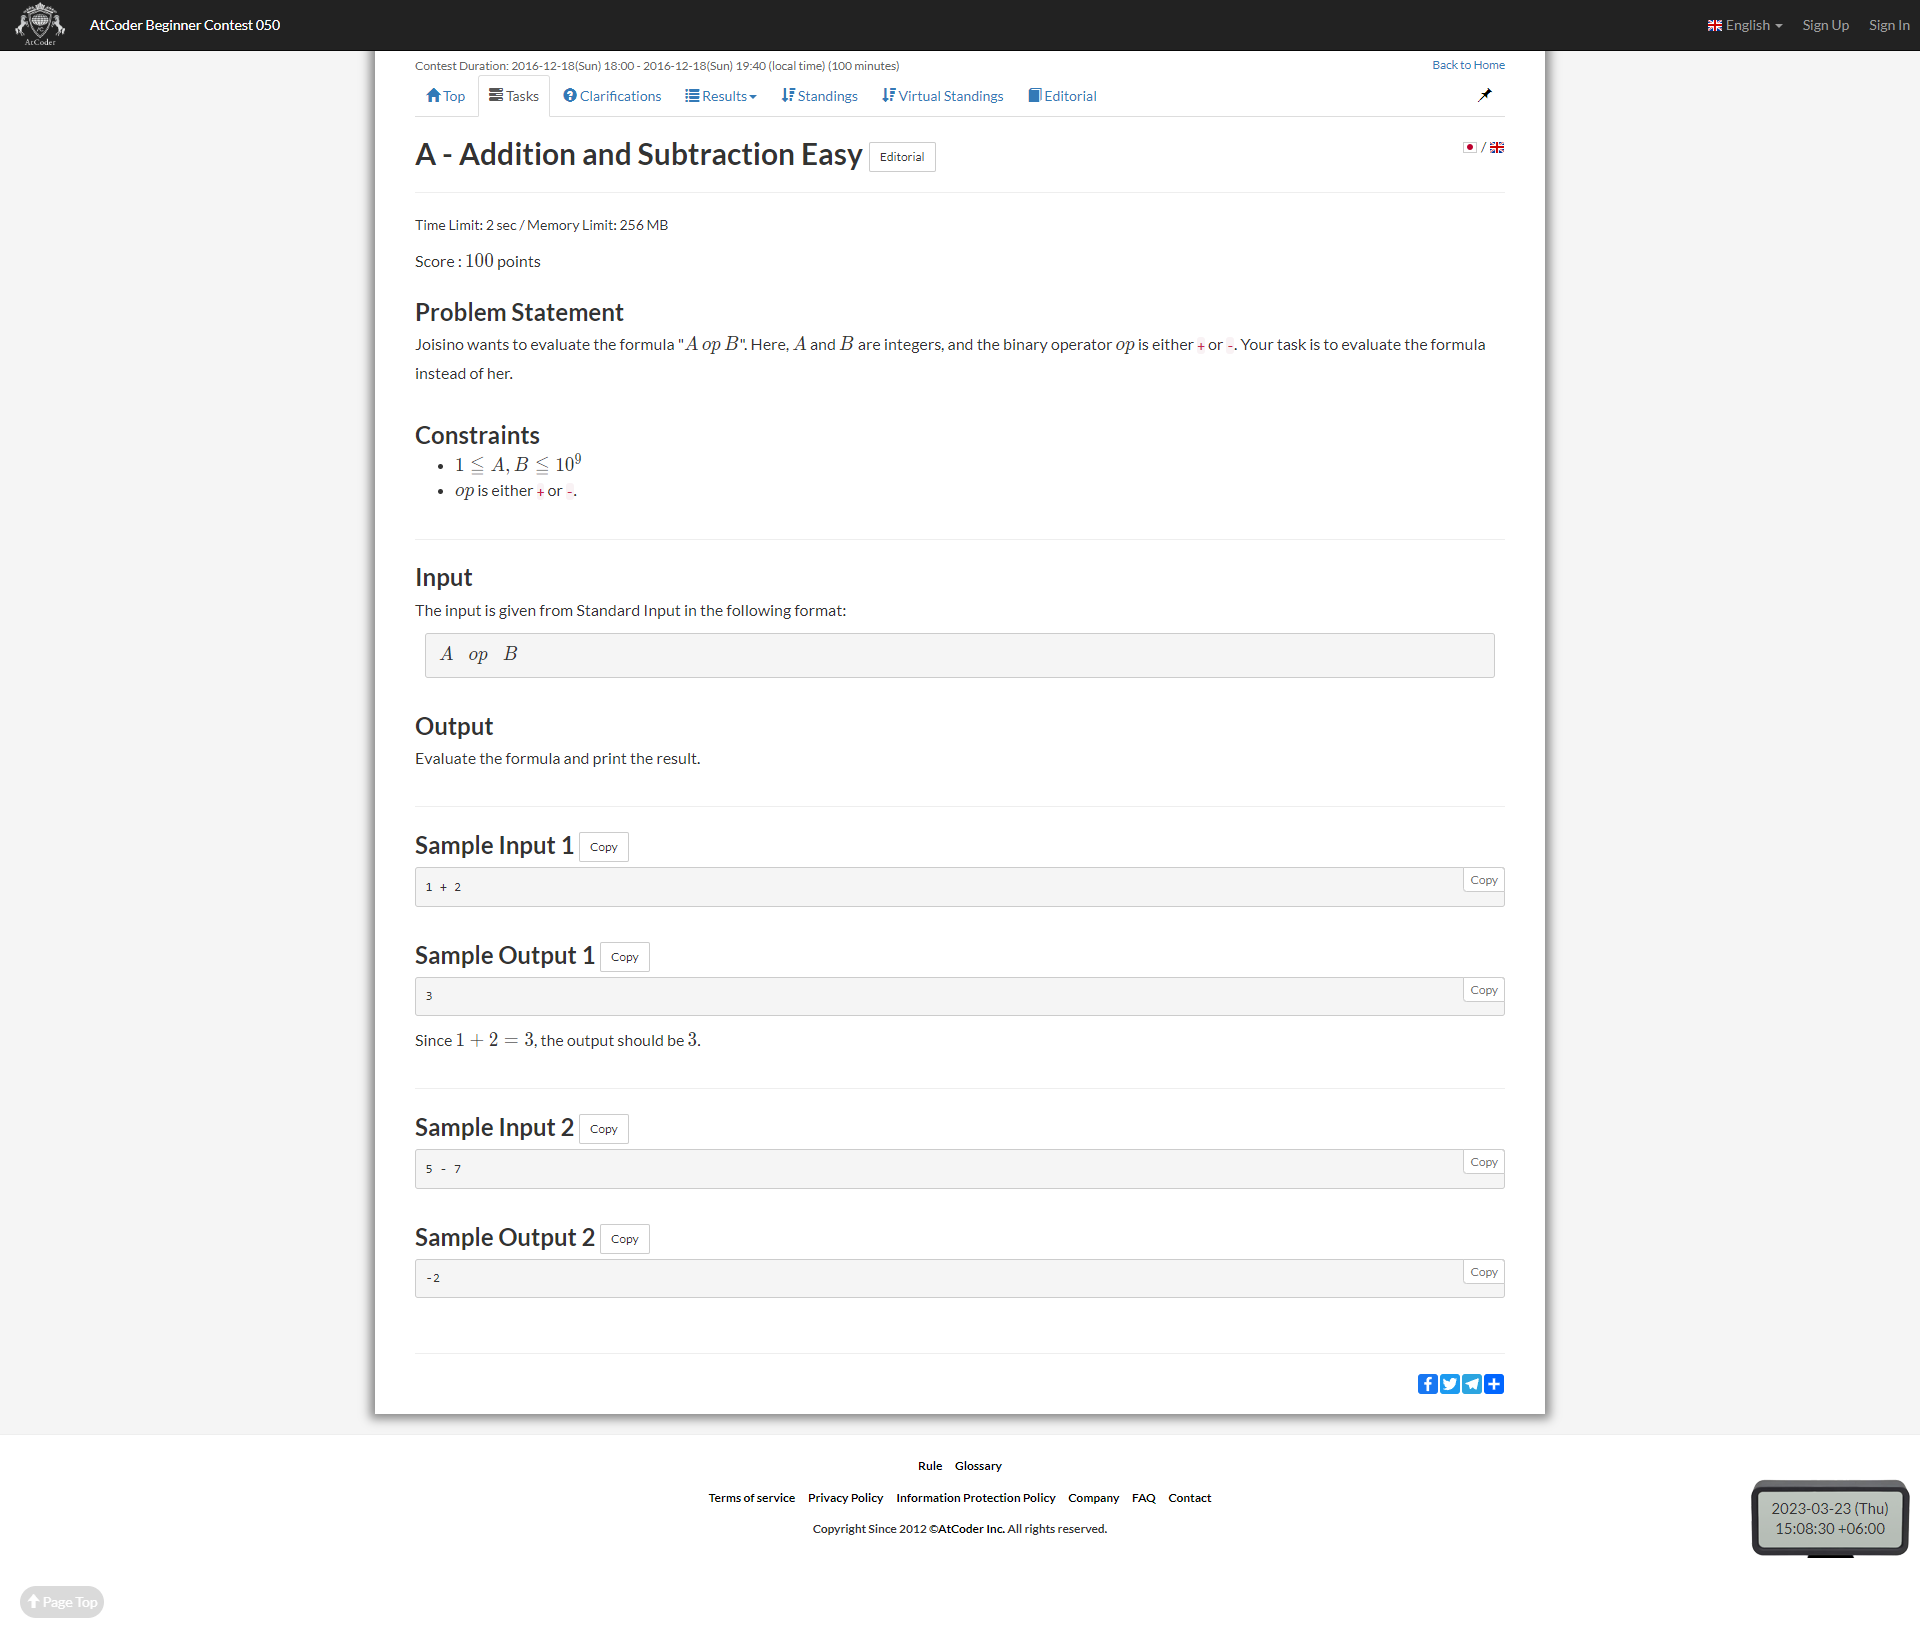 AtCoder Beginner Contest 050
English
Sign Up
Sign In
AtCoder
Contest Duration: 2016-12-18(Sun) 18:00 - 2016-12-18(Sun) 19:40 (local time) (100 minutes)
Back to Home
Top
Tasks
Clarifications
Results
Standings
Virtual Standings
Editorial
A - Addition and Subtraction Easy
Editorial
/
Time Limit: 2 sec / Memory Limit: 256 MB
Score : 100 points
Problem Statement
Joisino wants to evaluate the formula "A op B". Here, A and B are integers, and the binary operator op is either + or -. Your task is to evaluate the formula
instead of her.
Constraints
• 1 ≦ A, B ≦ 10⁹
• op is either + or -.
Input
The input is given from Standard Input in the following format:
A op B
Output
Evaluate the formula and print the result.
Sample Input 1
Copy
1 + 2
Copy
Sample Output 1
Copy
3
Copy
Since 1 + 2 = 3, the output should be 3.
Sample Input 2
Copy
5 - 7
Copy
Sample Output 2
Copy
-2
Copy
Rule
Glossary
Terms of service
Privacy Policy
Information Protection Policy
Company
FAQ
Contact
Copyright Since 2012 ©AtCoder Inc. All rights reserved.
2023-03-23 (Thu)
15:08:30 +06:00
Page Top